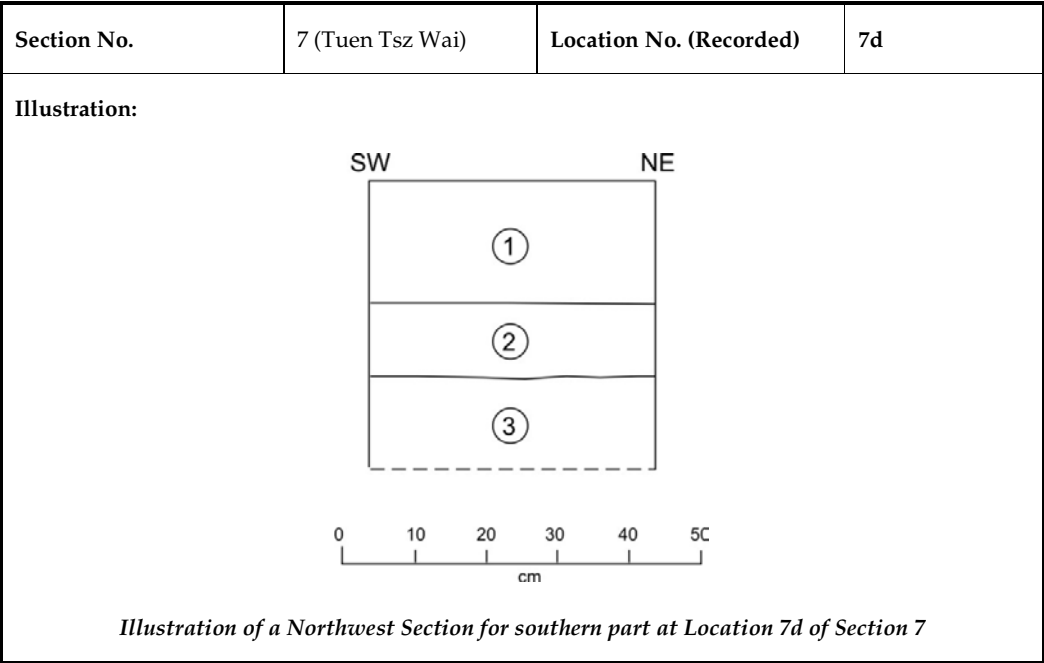 Section No. 7 (Tuen Tsz Wai) Location No. (Recorded) 7d
Illustration:
SW NE
①
②
③
0 10 20 30 40 50
cm
Illustration of a Northwest Section for southern part at Location 7d of Section 7